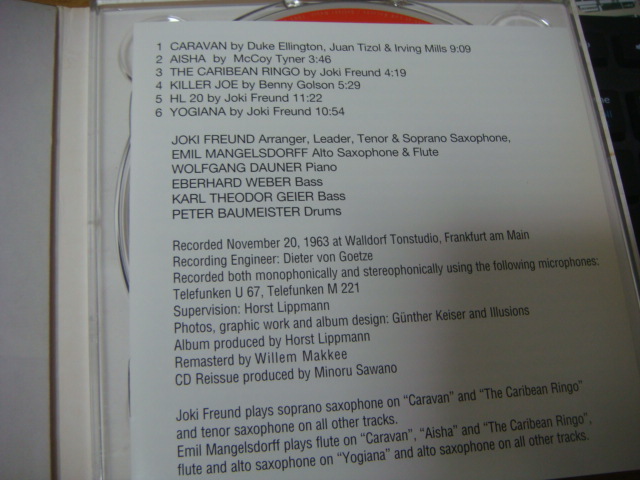 1 CARAVAN by Duke Ellington, Juan Tizol & Irving Mills 9:09
2 AISHA by McCoy Tyner 3:46
3 THE CARIBEAN RINGO by Joki Freund 4:19
4 KILLER JOE by Benny Golson 5:29
5 HL 20 by Joki Freund 11:22
6 YOGIANA by Joki Freund 10:54
JOKI FREUND Arranger, Leader, Tenor & Soprano Saxophone,
EMIL MANGELSDORFF Alto Saxophone & Flute
WOLFGANG DAUNER Piano
EBERHARD WEBER Bass
KARL THEODOR GEIER Bass
PETER BAUMEISTER Drums
Recorded November 20, 1963 at Walldorf Tonstudio, Frankfurt am Main
Recording Engineer: Dieter von Goetze
Recorded both monophonically and stereophonically using the following microphones:
Telefunken U 67, Telefunken M 221
Supervision: Horst Lippmann
Photos, graphic work and album design: Günther Keiser and Illusions
Album produced by Horst Lippmann
Remasterd by Willem Makkee
CD Reissue produced by Minoru Sawano
Joki Freund plays soprano saxophone on “Caravan” and “The Caribean Ringo”
and tenor saxophone on all other tracks.
Emil Mangelsdorff plays flute on “Caravan”, “Aisha” and “The Caribean Ringo”,
flute and alto saxophone on “Yogiana” and alto saxophone on all other tracks.